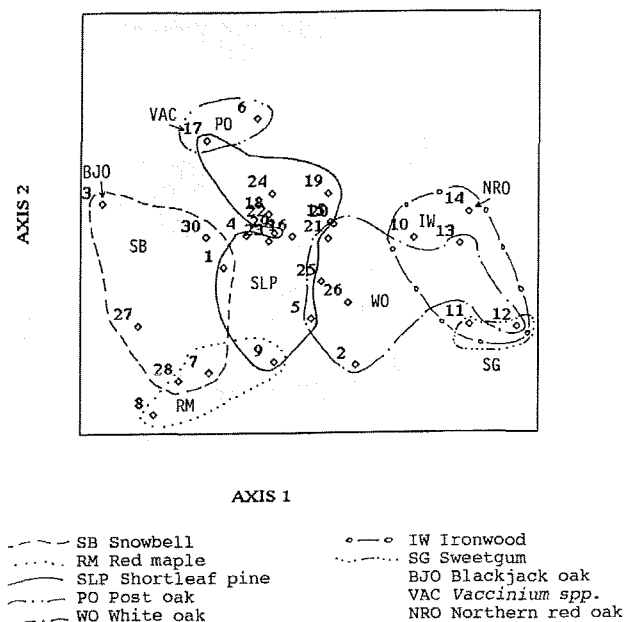 6
VAC
PO
17
BJO
3
24
19
18
22
15
20
14
NRO
30
4
29
23
16
21
10
IW
13
SB
1
SLP
25
26
WO
27
5
11
12
28
7
9
2
SG
8
RM
AXIS 2
AXIS 1
SB Snowbell
RM Red maple
SLP Shortleaf pine
PO Post oak
WO White oak
IW Ironwood
SG Sweetgum
BJO Blackjack oak
VAC Vaccinium spp.
NRO Northern red oak